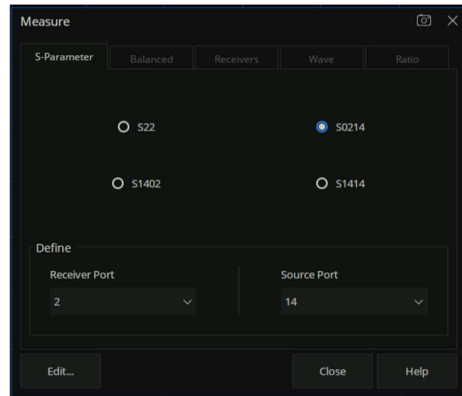 Measure
S-Parameter Balanced Receivers Wave Ratio
S22 S0214
S1402 S1414
Define
Receiver Port Source Port
2 14
Edit... Close Help